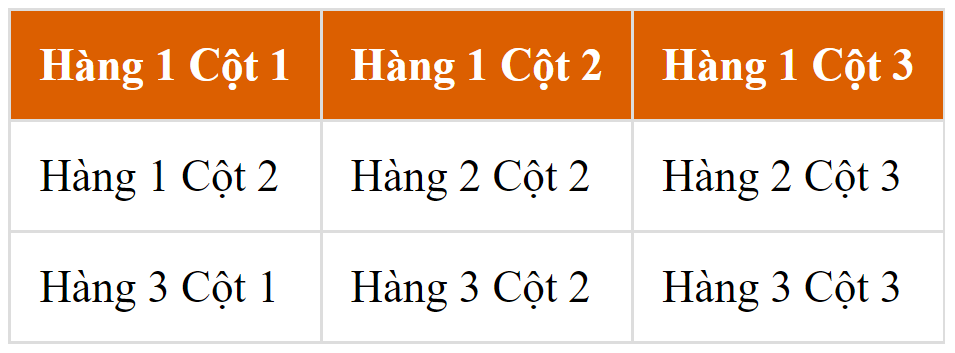 Hàng 1 Cột 1 Hàng 1 Cột 2 Hàng 1 Cột 3
Hàng 1 Cột 2 Hàng 2 Cột 2 Hàng 2 Cột 3
Hàng 3 Cột 1 Hàng 3 Cột 2 Hàng 3 Cột 3